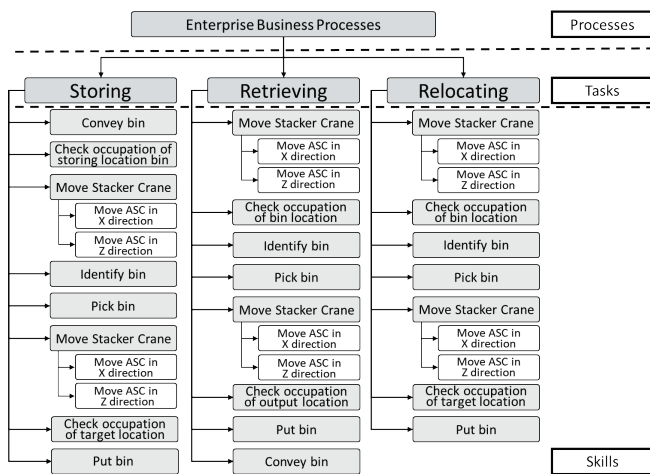 Enterprise Business Processes
Processes
Storing
Retrieving
Relocating
Tasks
Convey bin
Check occupation of
storing location bin
Move Stacker Crane
Move ASC in
X direction
Move ASC in
Z direction
Identify bin
Pick bin
Move Stacker Crane
Move ASC in
X direction
Move ASC in
Z direction
Check occupation
of target location
Put bin
Move Stacker Crane
Move ASC in
X direction
Move ASC in
Z direction
Check occupation
of bin location
Identify bin
Pick bin
Move Stacker Crane
Move ASC in
X direction
Move ASC in
Z direction
Check occupation
of output location
Put bin
Convey bin
Move Stacker Crane
Move ASC in
X direction
Move ASC in
Z direction
Check occupation
of bin location
Identify bin
Pick bin
Move Stacker Crane
Move ASC in
X direction
Move ASC in
Z direction
Check occupation
of target location
Put bin
Skills